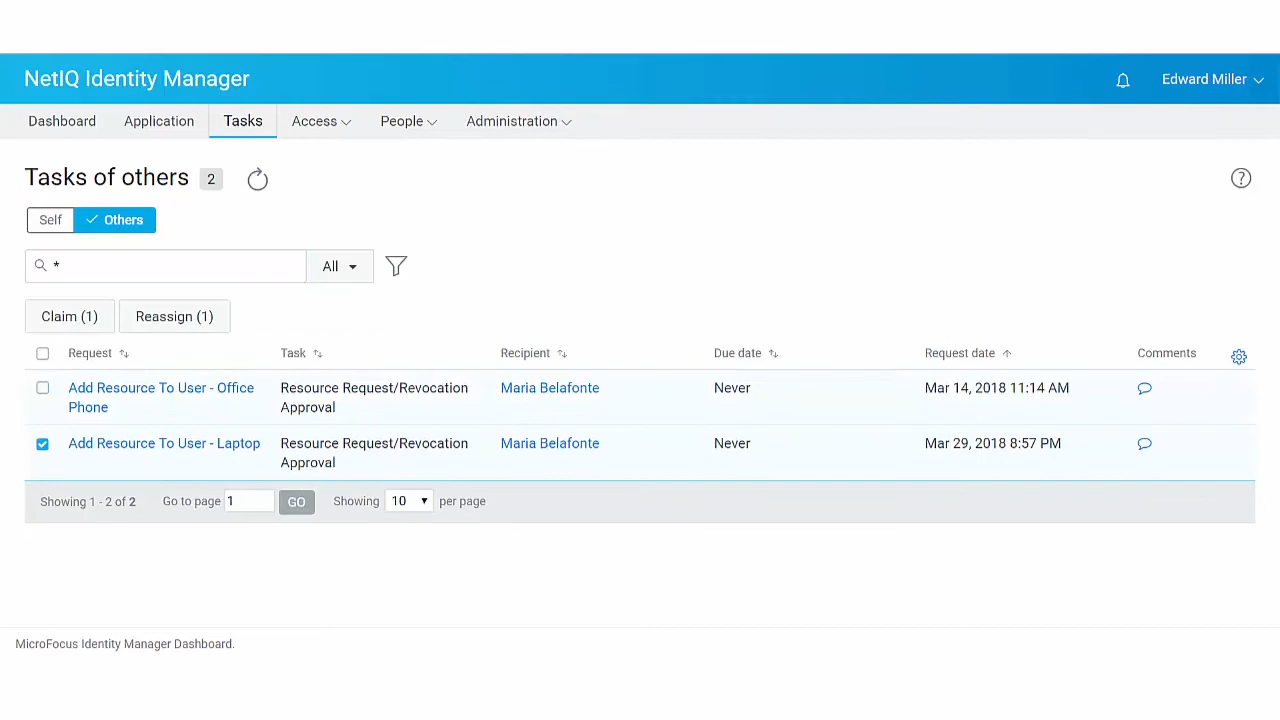 NetIQ Identity Manager
Edward Miller
Dashboard Application Tasks Access People Administration
Tasks of others 2
?
Self Others
* All
Claim (1) Reassign (1)
Request Task Recipient Due date Request date Comments
Add Resource To User - Office Resource Request/Revocation Maria Belafonte Never Mar 14, 2018 11:14 AM
Phone Approval
Add Resource To User - Laptop Resource Request/Revocation Maria Belafonte Never Mar 29, 2018 8:57 PM
Approval
Showing 1 - 2 of 2 Go to page 1 GO Showing 10 per page
MicroFocus Identity Manager Dashboard.